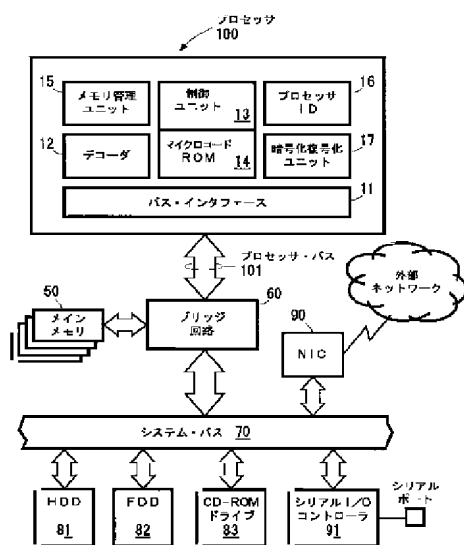 プロセッサ
100
15
メモリ管理
ユニット
制御
ユニット
13
16
プロセッサ
ID
12
デコーダ
マイクロコード
ROM
14
17
暗号化復号化
ユニット
11
バス・インタフェース
プロセッサ・バス
101
50
メイン
メモリ
60
ブリッジ
回路
90
NIC
外部
ネットワーク
システム・バス 70
HDD
81
FDD
82
CD-ROM
ドライブ
83
シリアル I/O
コントローラ
91
シリアル
ポート